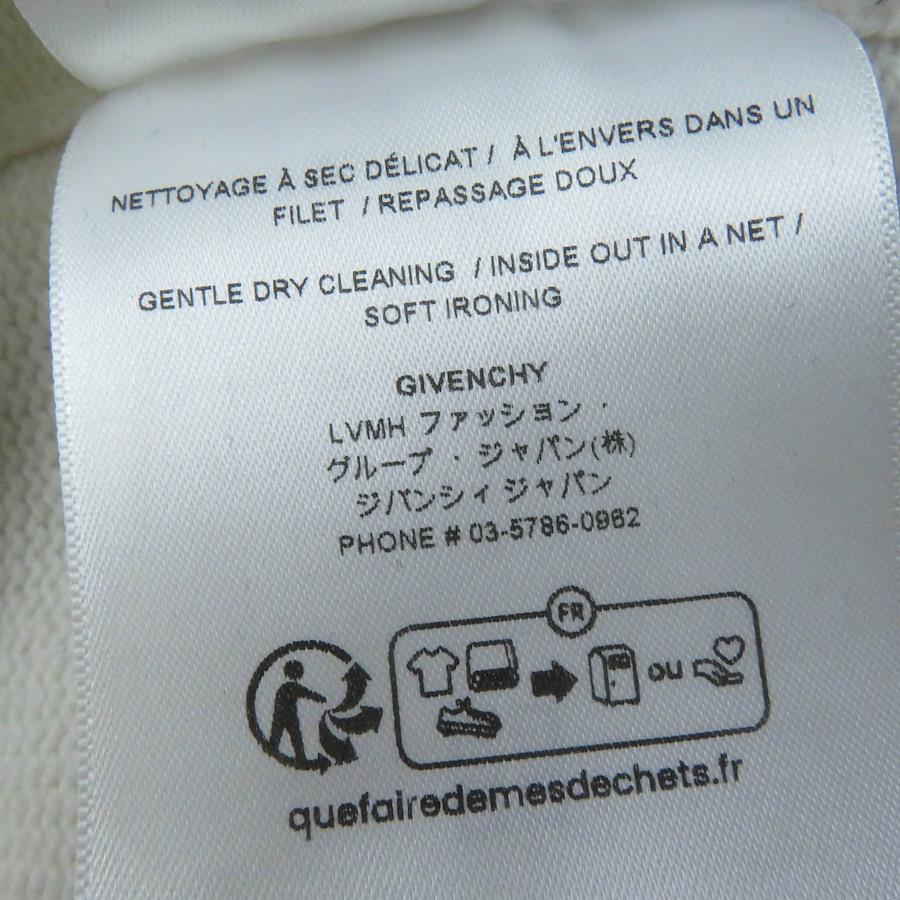 NETTOYAGE À SEC DÉLICAT / À L'ENVERS DANS UN
FILET / REPASSAGE DOUX
GENTLE DRY CLEANING / INSIDE OUT IN A NET /
SOFT IRONING
GIVENCHY
LVMH ファッション ·
グループ · ジャパン(株)
ジバンシィ ジャパン
PHONE # 03-5786-0962
FR
ou
quefairedemesdechets.fr